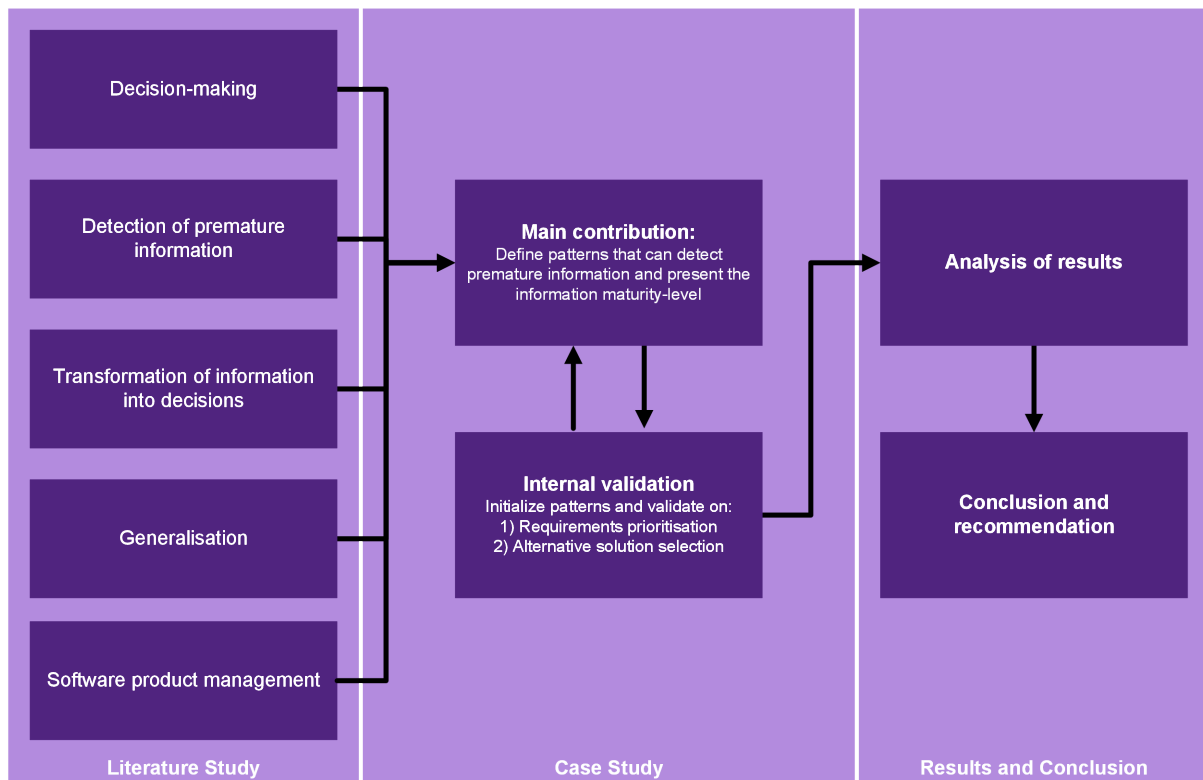 Decision-making
Detection of premature
information
Transformation of information
into decisions
Generalisation
Software product management
Literature Study
Main contribution:
Define patterns that can detect
premature information and present the
information maturity-level
Internal validation
Initialize patterns and validate on:
1) Requirements prioritisation
2) Alternative solution selection
Case Study
Analysis of results
Conclusion and
recommendation
Results and Conclusion